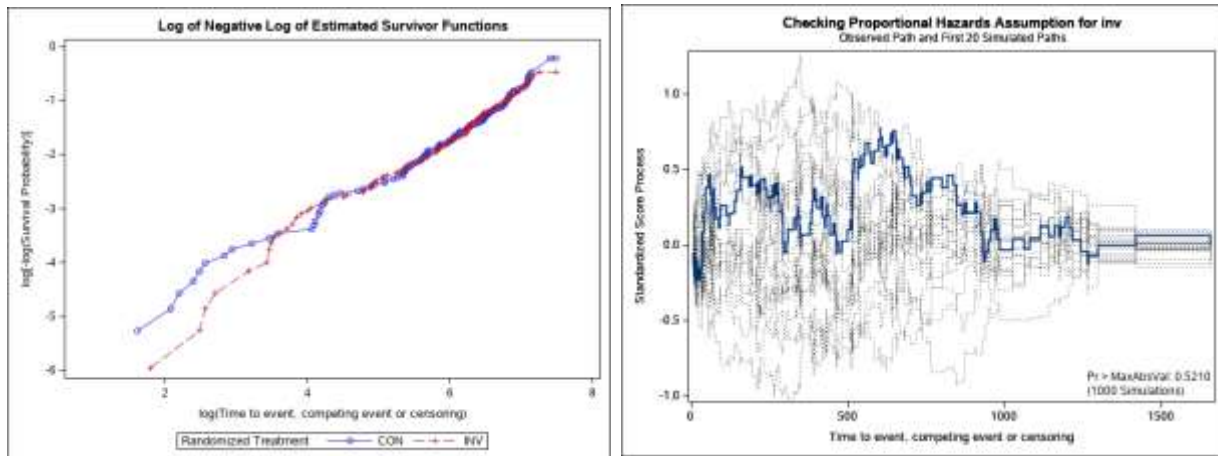 Log of Negative Log of Estimated Survivor Functions
0
-1
-2
-3
-4
-5
-6
log[-log(Survival Probability)]
2
4
6
8
log(Time to event, competing event or censoring)
Randomized Treatment
CON
INV
Checking Proportional Hazards Assumption for inv
Observed Path and First 20 Simulated Paths
1.0
0.5
0.0
-0.5
-1.0
Standardized Score Process
Pr > MaxAbsVal: 0.5210
(1000 Simulations)
0
500
1000
1500
Time to event, competing event or censoring